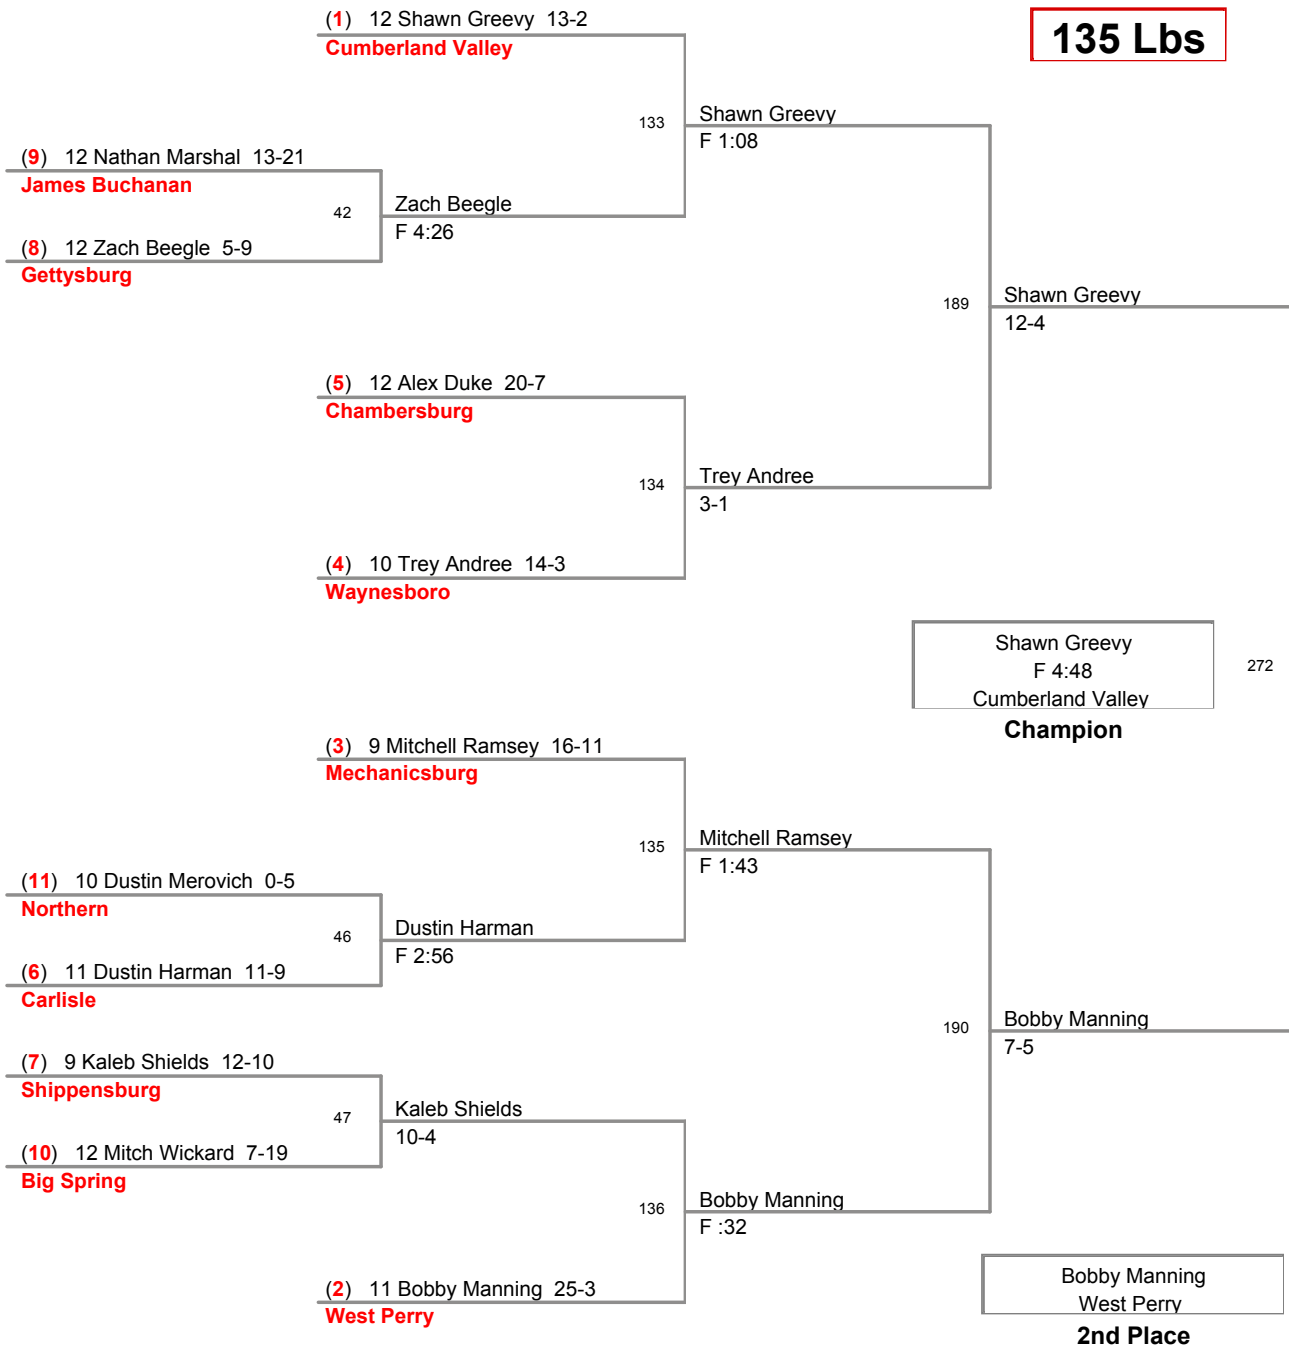 (1) 12 Shawn Greevy 13-2
Cumberland Valley
135 Lbs
133
Shawn Greevy
F 1:08
(9) 12 Nathan Marshal 13-21
James Buchanan
42
Zach Beegle
F 4:26
(8) 12 Zach Beegle 5-9
Gettysburg
189
Shawn Greevy
12-4
(5) 12 Alex Duke 20-7
Chambersburg
134
Trey Andree
3-1
(4) 10 Trey Andree 14-3
Waynesboro
Shawn Greevy
F 4:48
Cumberland Valley
272
Champion
(3) 9 Mitchell Ramsey 16-11
Mechanicsburg
135
Mitchell Ramsey
F 1:43
(11) 10 Dustin Merovich 0-5
Northern
46
Dustin Harman
F 2:56
(6) 11 Dustin Harman 11-9
Carlisle
190
Bobby Manning
7-5
(7) 9 Kaleb Shields 12-10
Shippensburg
47
Kaleb Shields
10-4
(10) 12 Mitch Wickard 7-19
Big Spring
136
Bobby Manning
F :32
(2) 11 Bobby Manning 25-3
West Perry
Bobby Manning
West Perry
2nd Place